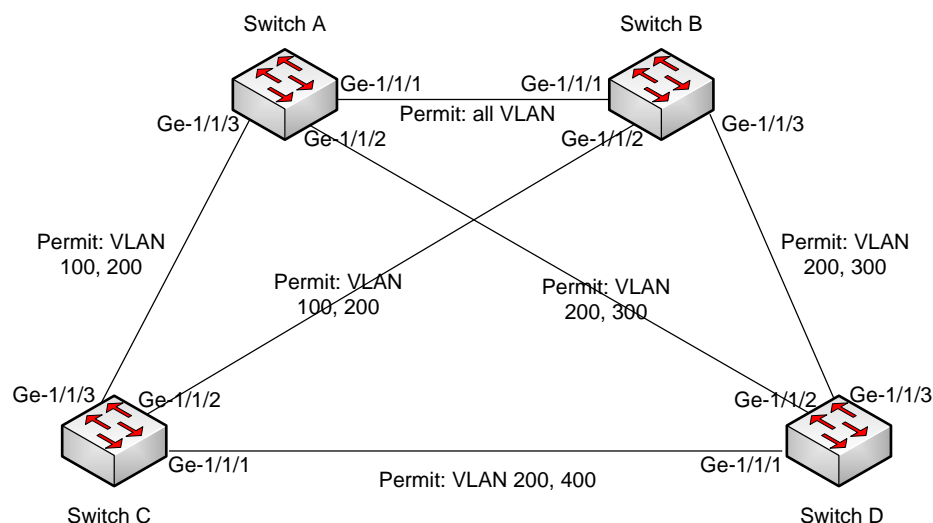 Switch A
Switch B
Ge-1/1/1
Ge-1/1/1
Permit: all VLAN
Ge-1/1/3
Ge-1/1/2
Ge-1/1/2
Ge-1/1/3
Permit: VLAN
100, 200
Permit: VLAN
100, 200
Permit: VLAN
200, 300
Permit: VLAN
200, 300
Ge-1/1/3
Ge-1/1/2
Ge-1/1/2
Ge-1/1/3
Ge-1/1/1
Ge-1/1/1
Permit: VLAN 200, 400
Switch C
Switch D